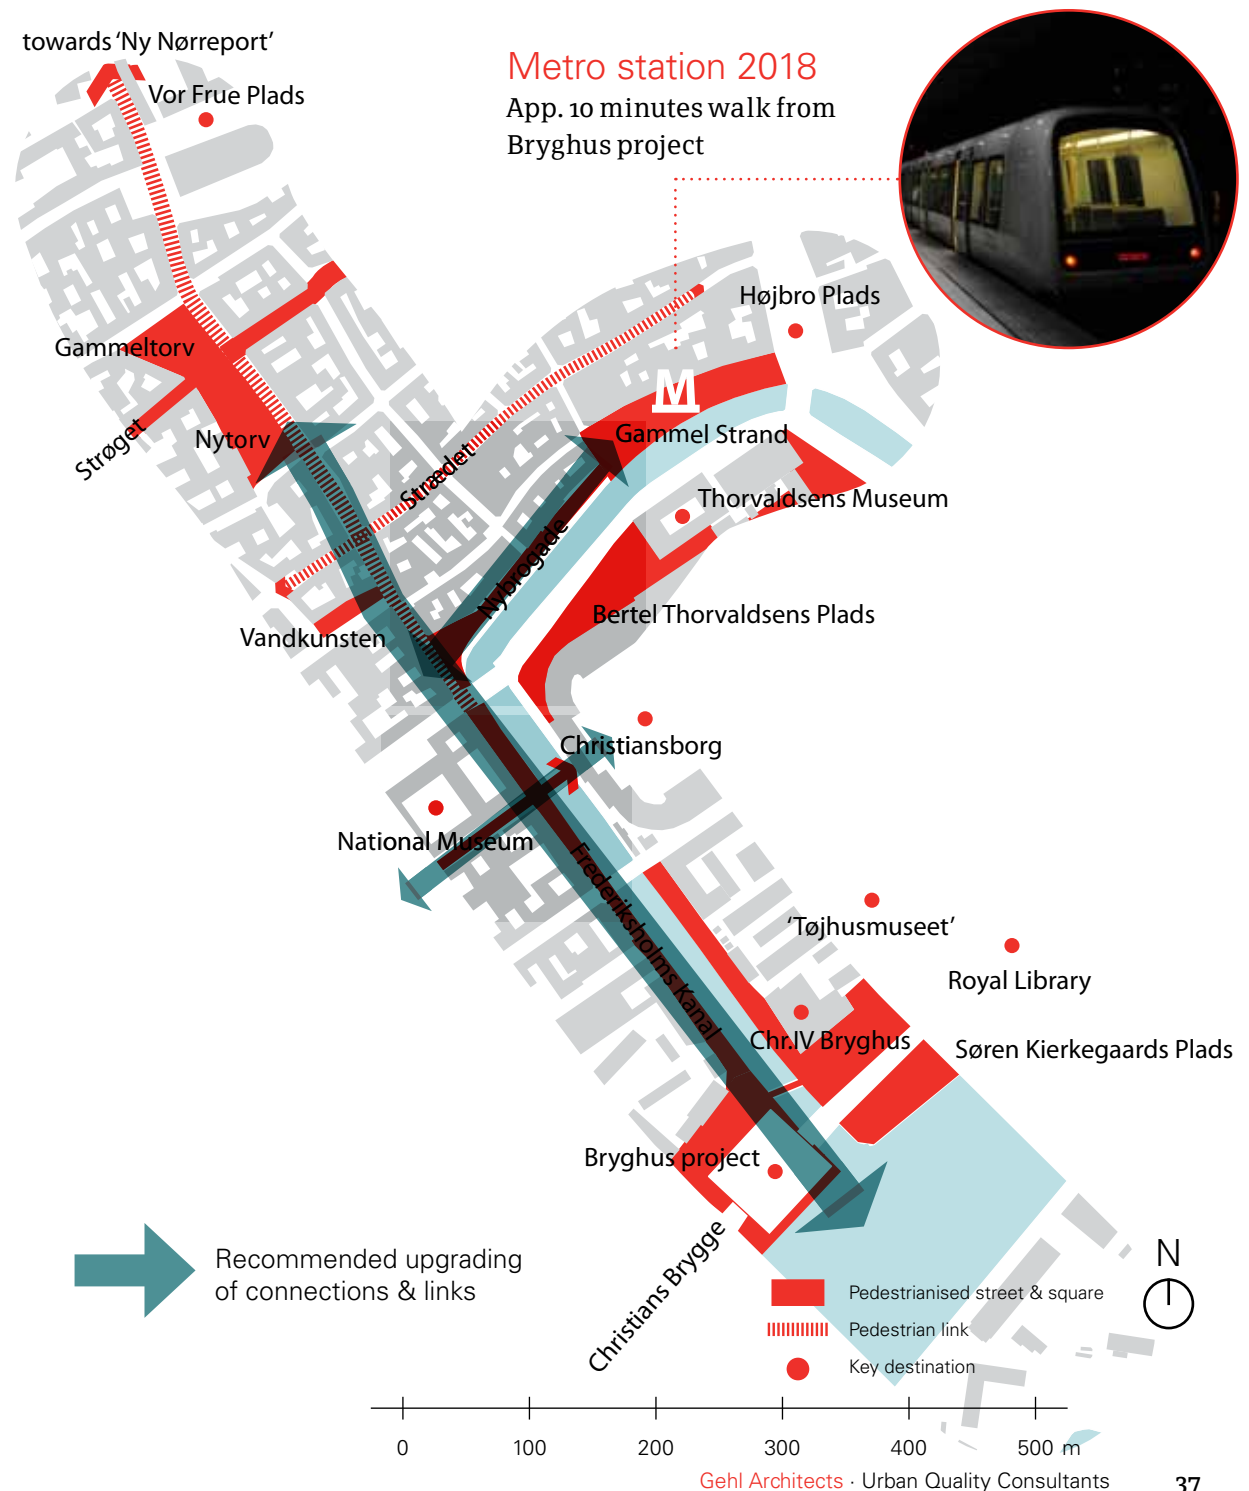 towards ‘Ny Nørreport’
Vor Frue Plads
Metro station 2018
App. 10 minutes walk from
Bryghus project
Højbro Plads
Gammeltorv
M
Gammel Strand
Strøget
Nytorv
Strædet
Thorvaldsens Museum
Nybrogade
Bertel Thorvaldsens Plads
Vandkunsten
Christiansborg
National Museum
Frederiksholms Kanal
‘Tøjhusmuseet’
Royal Library
Chr.IV Bryghus
Søren Kierkegaards Plads
Bryghus project
Christians Brygge
Recommended upgrading
of connections & links
N
Pedestrianised street & square
Pedestrian link
Key destination
0 100 200 300 400 500 m
Gehl Architects · Urban Quality Consultants 37